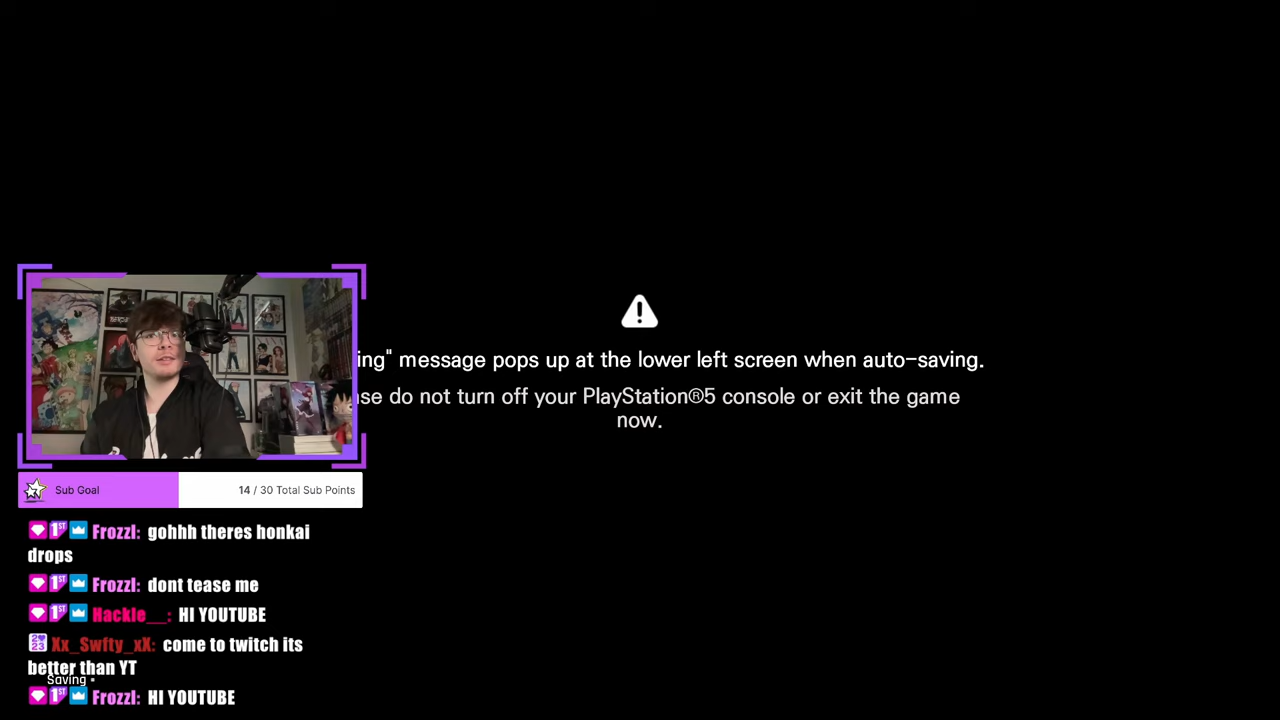 ing" message pops up at the lower left screen when auto-saving.
ase do not turn off your PlayStation®5 console or exit the game
now.
Sub Goal
14 / 30 Total Sub Points
Frozzl: gohhh theres honkai
drops
Frozzl: dont tease me
Hackle__: HI YOUTUBE
Xx_Swfty_xX: come to twitch its
better than YT
Saving
Frozzl: HI YOUTUBE